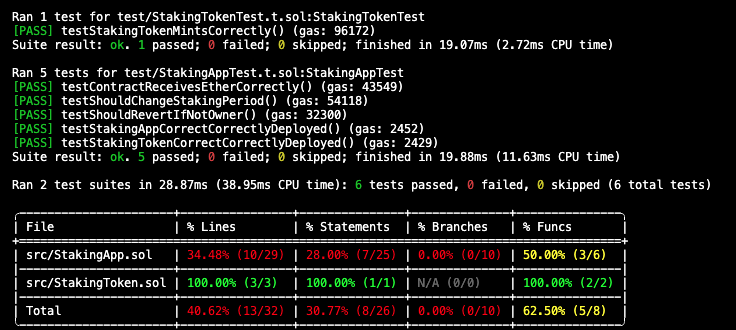 Ran 1 test for test/StakingTokenTest.t.sol:StakingTokenTest
[PASS] testStakingTokenMintsCorrectly() (gas: 96172)
Suite result: ok. 1 passed; 0 failed; 0 skipped; finished in 19.07ms (2.72ms CPU time)
Ran 5 tests for test/StakingAppTest.t.sol:StakingAppTest
[PASS] testContractReceivesEtherCorrectly() (gas: 43549)
[PASS] testShouldChangeStakingPeriod() (gas: 54118)
[PASS] testShouldRevertIfNotOwner() (gas: 32300)
[PASS] testStakingAppCorrectCorrectlyDeployed() (gas: 2452)
[PASS] testStakingTokenCorrectCorrectlyDeployed() (gas: 2429)
Suite result: ok. 5 passed; 0 failed; 0 skipped; finished in 19.88ms (11.63ms CPU time)
Ran 2 test suites in 28.87ms (38.95ms CPU time): 6 tests passed, 0 failed, 0 skipped (6 total tests)
| File | % Lines | % Statements | % Branches | % Funcs |
| src/StakingApp.sol | 34.48% (10/29) | 28.00% (7/25) | 0.00% (0/10) | 50.00% (3/6) |
| src/StakingToken.sol | 100.00% (3/3) | 100.00% (1/1) | N/A (0/0) | 100.00% (2/2) |
| Total | 40.62% (13/32) | 30.77% (8/26) | 0.00% (0/10) | 62.50% (5/8) |